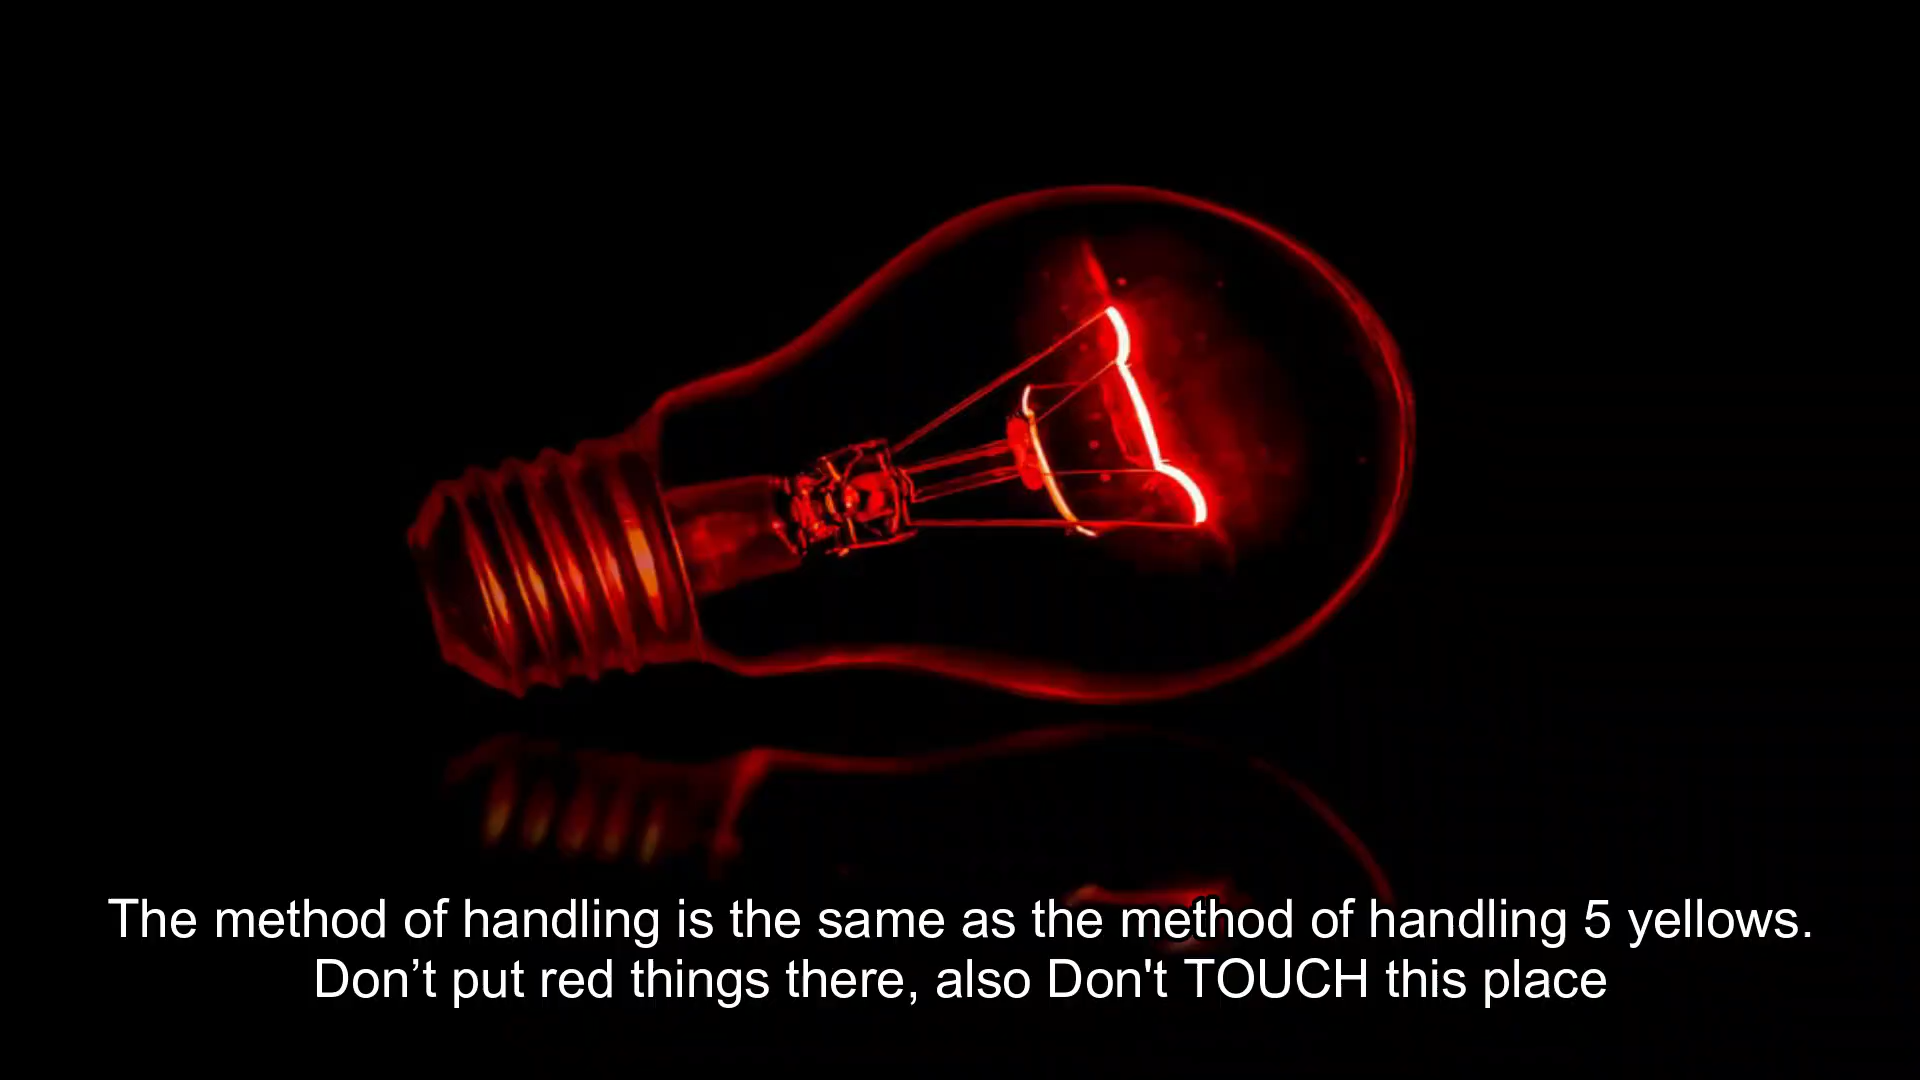 The method of handling is the same as the method of handling 5 yellows.
Don’t put red things there, also Don't TOUCH this place